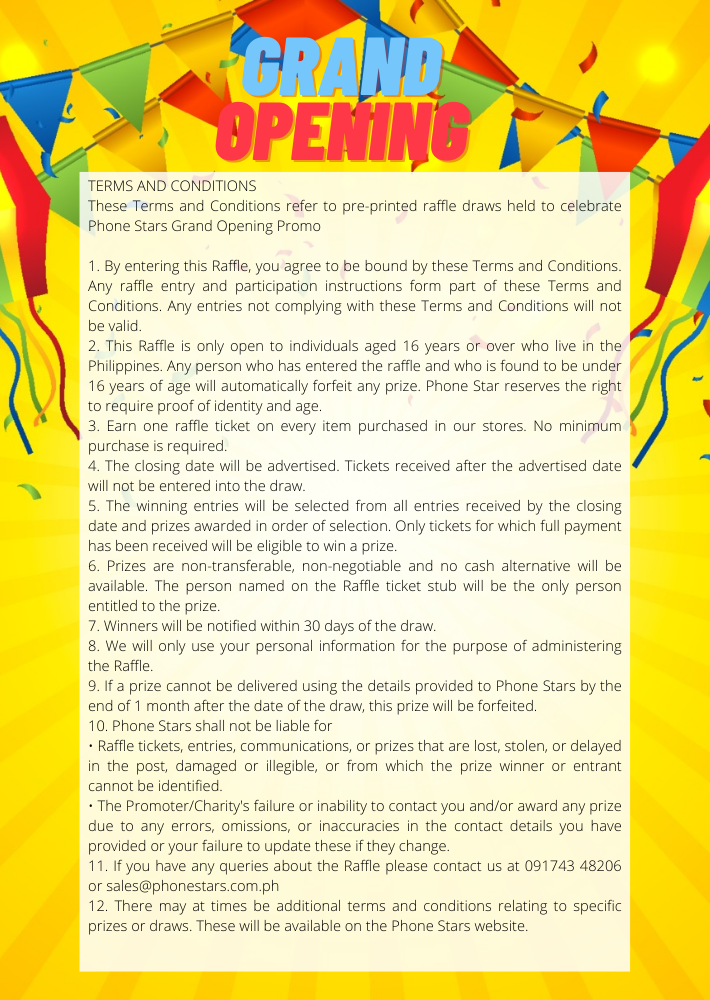 GRAND
OPENING
TERMS AND CONDITIONS
These Terms and Conditions refer to pre-printed raffle draws held to celebrate
Phone Stars Grand Opening Promo
1. By entering this Raffle, you agree to be bound by these Terms and Conditions.
Any raffle entry and participation instructions form part of these Terms and
Conditions. Any entries not complying with these Terms and Conditions will not
be valid.
2. This Raffle is only open to individuals aged 16 years or over who live in the
Philippines. Any person who has entered the raffle and who is found to be under
16 years of age will automatically forfeit any prize. Phone Star reserves the right
to require proof of identity and age.
3. Earn one raffle ticket on every item purchased in our stores. No minimum
purchase is required.
4. The closing date will be advertised. Tickets received after the advertised date
will not be entered into the draw.
5. The winning entries will be selected from all entries received by the closing
date and prizes awarded in order of selection. Only tickets for which full payment
has been received will be eligible to win a prize.
6. Prizes are non-transferable, non-negotiable and no cash alternative will be
available. The person named on the Raffle ticket stub will be the only person
entitled to the prize.
7. Winners will be notified within 30 days of the draw.
8. We will only use your personal information for the purpose of administering
the Raffle.
9. If a prize cannot be delivered using the details provided to Phone Stars by the
end of 1 month after the date of the draw, this prize will be forfeited.
10. Phone Stars shall not be liable for
• Raffle tickets, entries, communications, or prizes that are lost, stolen, or delayed
in the post, damaged or illegible, or from which the prize winner or entrant
cannot be identified.
• The Promoter/Charity's failure or inability to contact you and/or award any prize
due to any errors, omissions, or inaccuracies in the contact details you have
provided or your failure to update these if they change.
11. If you have any queries about the Raffle please contact us at 091743 48206
or sales@phonestars.com.ph
12. There may at times be additional terms and conditions relating to specific
prizes or draws. These will be available on the Phone Stars website.